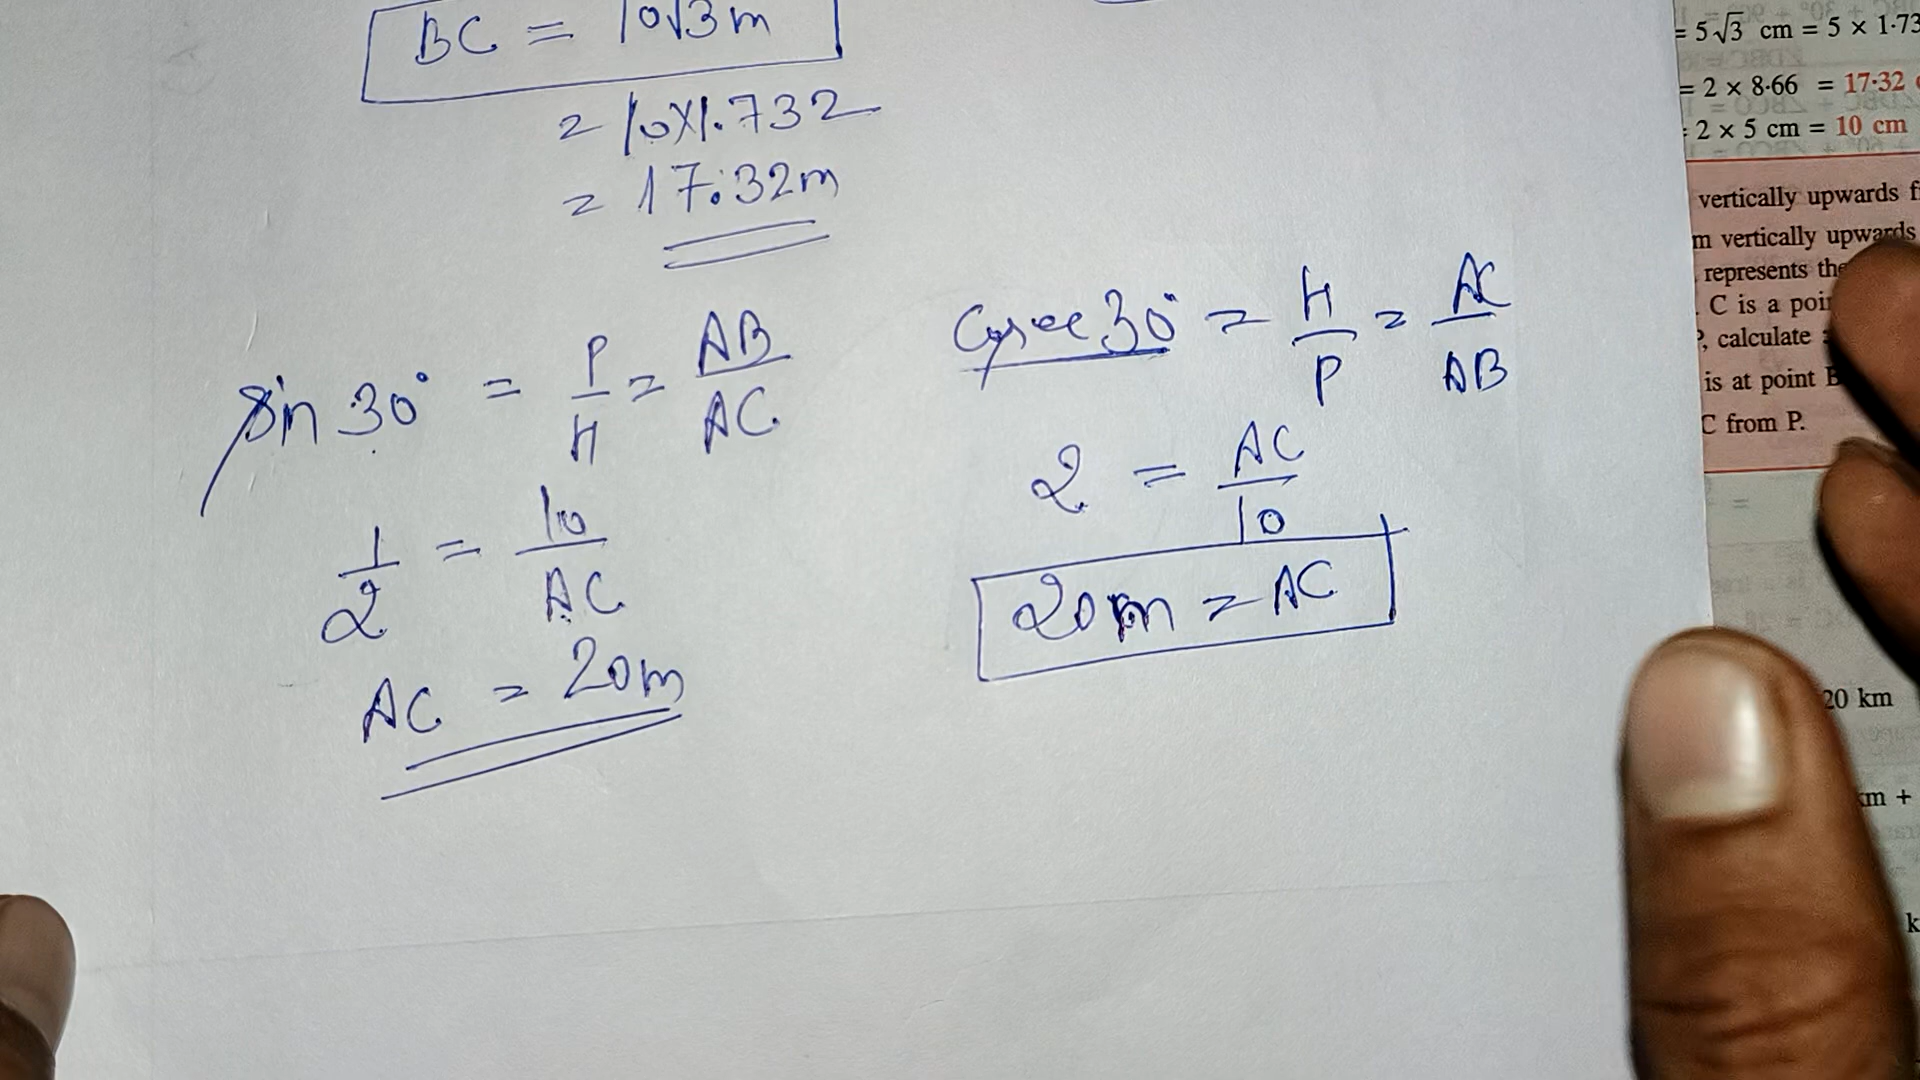 BC = 10√3 m
= 10×1.732
= 17.32m
sin 30° = P/H = AB/AC
1/2 = 10/AC
AC = 20m
Cosec 30° = H/P = AC/AB
2 = AC/10
20m = AC
= 5√3 cm = 5 × 1·73
= 2 × 8·66 = 17·32
2 × 5 cm = 10 cm
vertically upwards
m vertically upwards
represents the
C is a
calculate
is at point
C from P.
=
20 km
km +
k